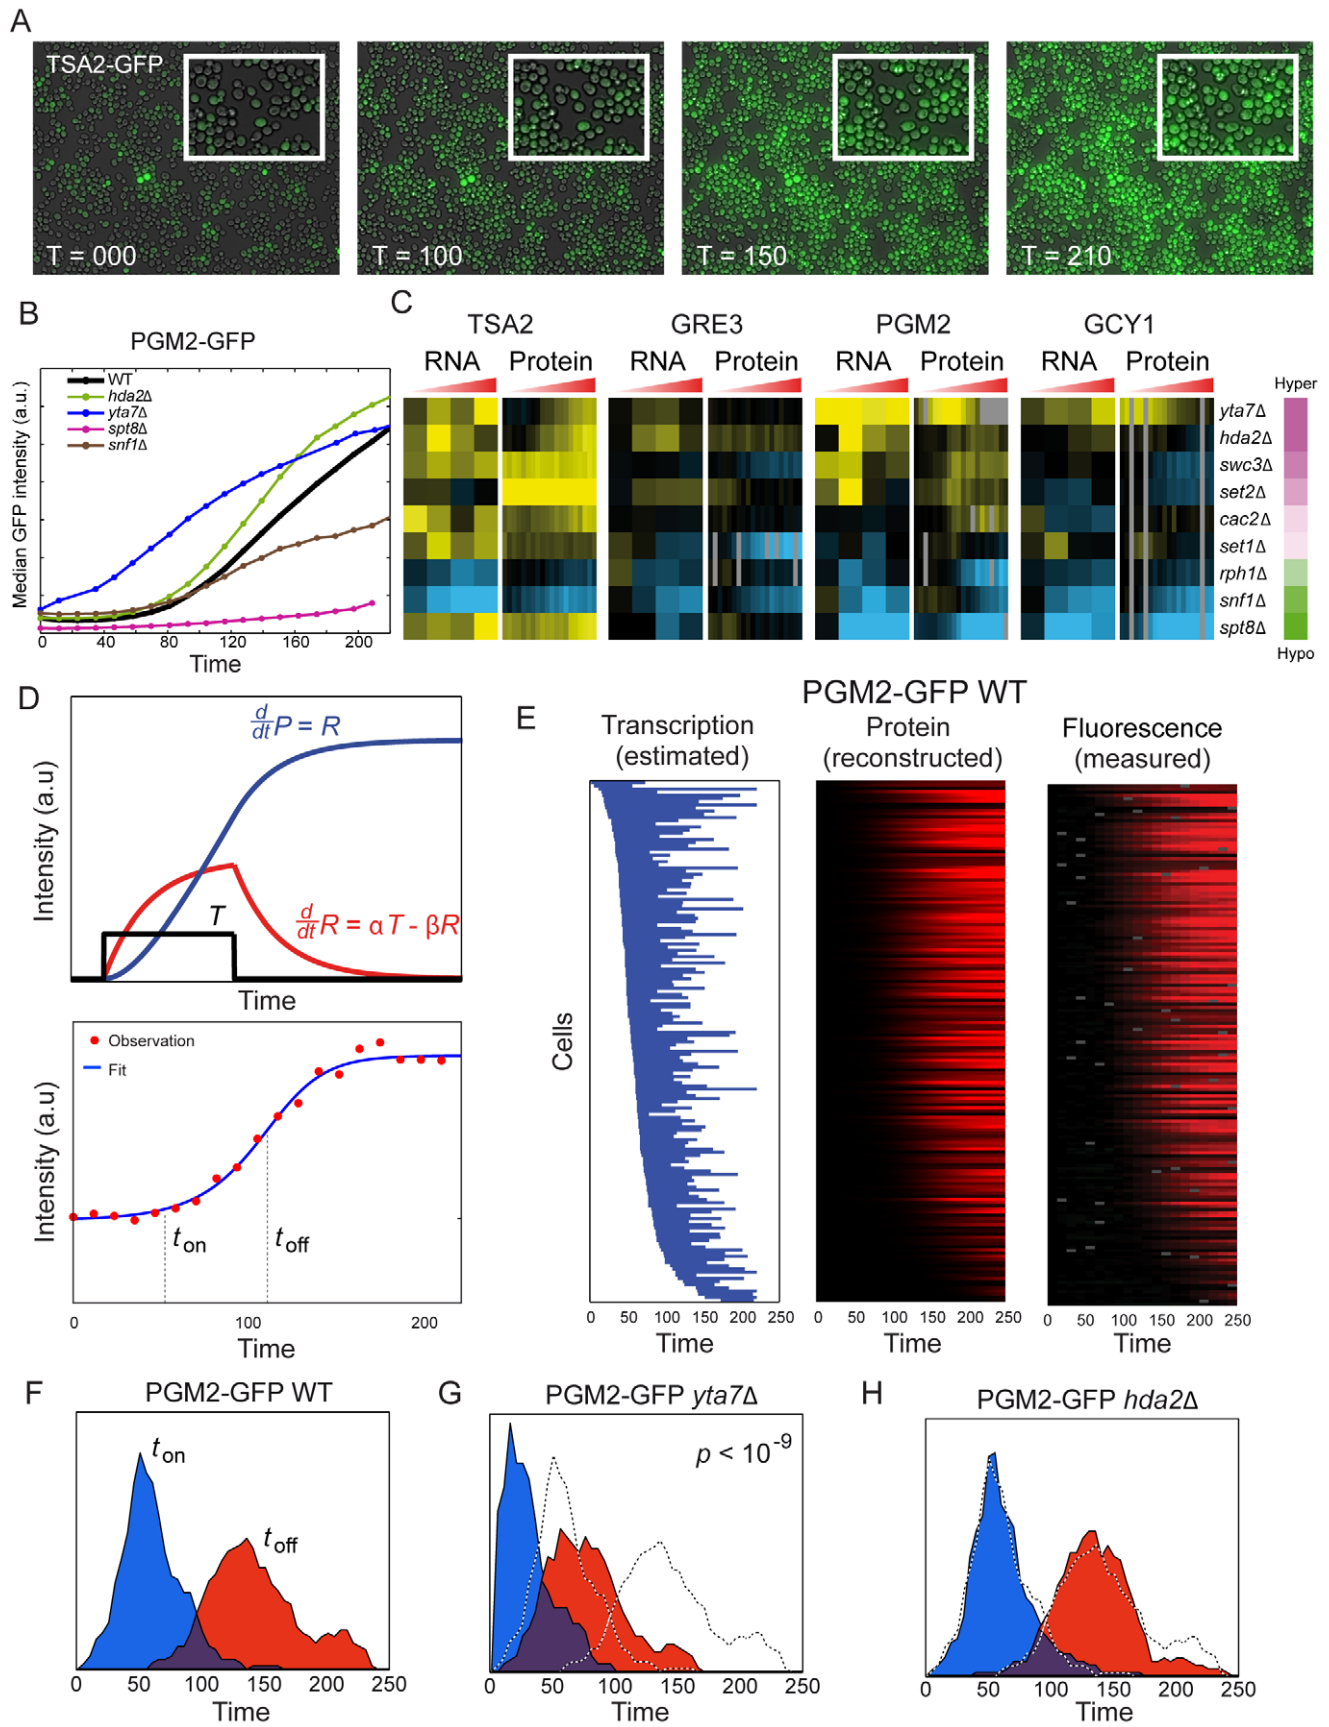 A
TSA2-GFP
T = 000
T = 100
T = 150
T = 210
B
PGM2-GFP
Median GFP intensity (a.u.)
WT
hda2Δ
yta7Δ
spt8Δ
snf1Δ
0 40 80 120 160 200
Time
C
TSA2 GRE3 PGM2 GCY1
RNA Protein RNA Protein RNA Protein RNA Protein
Hyper
yta7Δ
hda2Δ
swc3Δ
set2Δ
cac2Δ
set1Δ
rph1Δ
snf1Δ
spt8Δ
Hypo
D
Intensity (a.u)
d/dt P = R
T
d/dt R = αT - βR
Time
Intensity (a.u)
Observation
Fit
t on
t off
0 100 200
Time
E
PGM2-GFP WT
Transcription
(estimated)
Protein
(reconstructed)
Fluorescence
(measured)
Cells
0 50 100 150 200 250
Time
0 50 100 150 200 250
Time
0 50 100 150 200 250
Time
F
PGM2-GFP WT
t on
t off
0 50 100 150 200 250
Time
G
PGM2-GFP yta7Δ
p < 10⁻⁹
0 50 100 150 200 250
Time
H
PGM2-GFP hda2Δ
0 50 100 150 200 250
Time